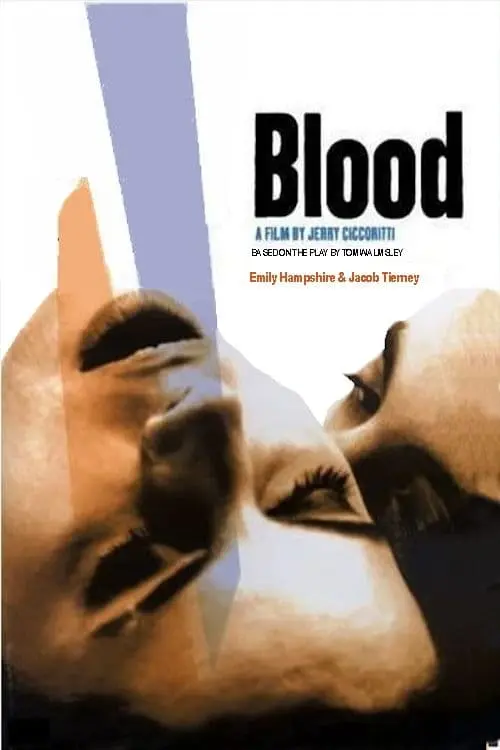 Blood
A FILM BY JERRY CICCORITTI
BASED ON THE PLAY BY TOM WALMSLEY
Emily Hampshire & Jacob Tierney